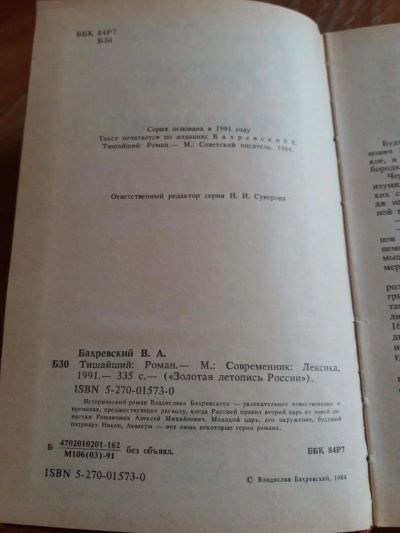 ББК 84Р7
Б30
Серия основана в 1991 году
Текст печатается по изданию: Бахревский В.
Тишайший: Роман.— М.: Советский писатель, 1984.
Ответственный редактор серии Н. И. Суворова
Бахревский В. А.
Б30 Тишайший: Роман.— М.: Современник: Лексика,
1991.— 335 с.— («Золотая летопись России»).
ISBN 5-270-01573-0
Исторический роман Владислава Бахревского — увлекательное повествование о
временах, предшествующих расколу, когда Россией правил второй царь из новой ди-
настии Романовых Алексей Михайлович. Молодой царь, его окружение, будущий
патриарх Никон, Аввакум — вот лишь некоторые герои романа.
Б 4702010201-162
М106(03)-91 без объявл.
ББК 84Р7
ISBN 5-270-01573-0
© Владислав Бахревский, 1984